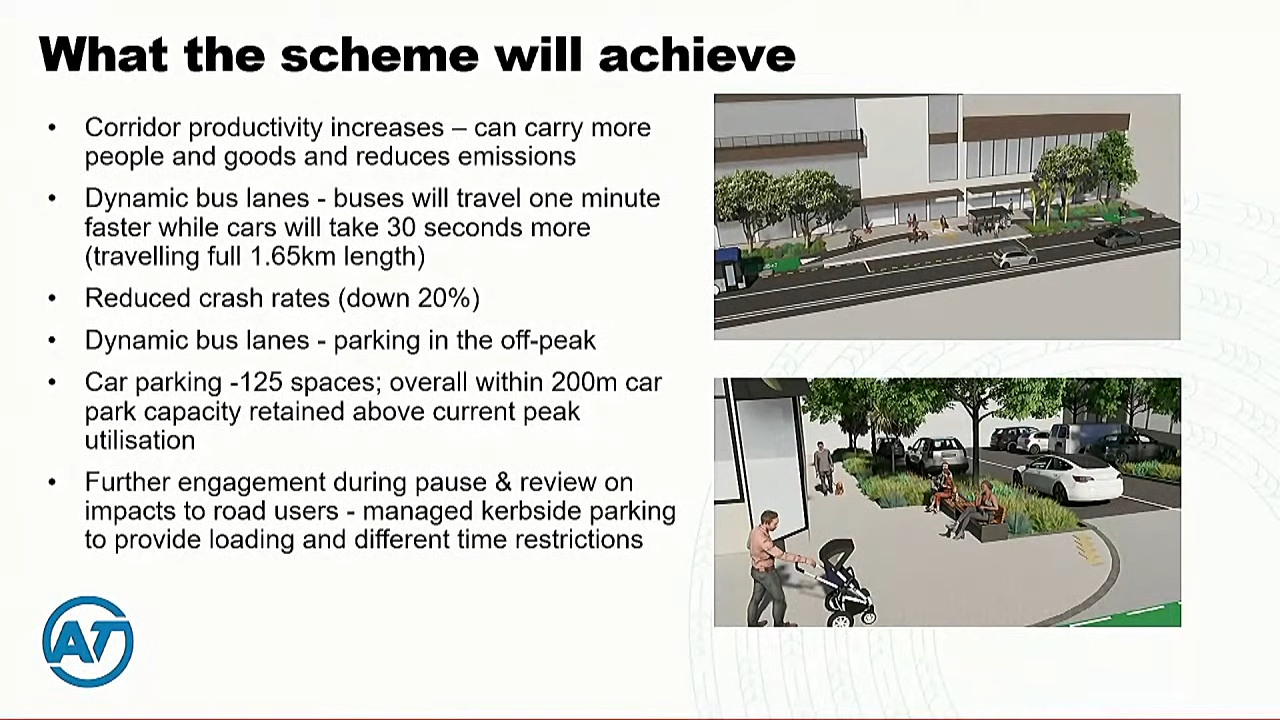 What the scheme will achieve
• Corridor productivity increases – can carry more
people and goods and reduces emissions
• Dynamic bus lanes - buses will travel one minute
faster while cars will take 30 seconds more
(travelling full 1.65km length)
• Reduced crash rates (down 20%)
• Dynamic bus lanes - parking in the off-peak
• Car parking -125 spaces; overall within 200m car
park capacity retained above current peak
utilisation
• Further engagement during pause & review on
impacts to road users - managed kerbside parking
to provide loading and different time restrictions
AT